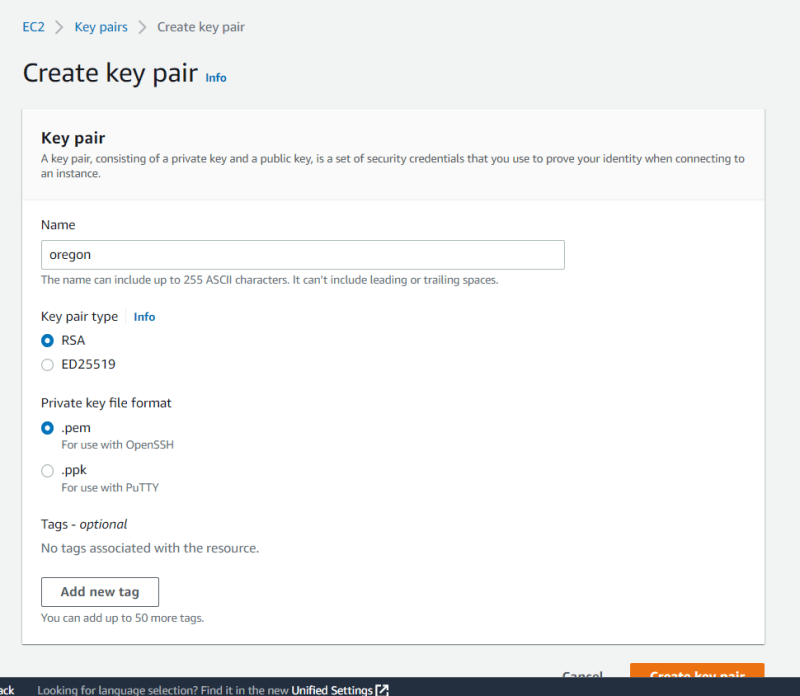 EC2 > Key pairs > Create key pair
Create key pair Info
Key pair
A key pair, consisting of a private key and a public key, is a set of security credentials that you use to prove your identity when connecting to
an instance.
Name
oregon
The name can include up to 255 ASCII characters. It can't include leading or trailing spaces.
Key pair type Info
RSA
ED25519
Private key file format
.pem
For use with OpenSSH
.ppk
For use with PuTTY
Tags - optional
No tags associated with the resource.
Add new tag
You can add up to 50 more tags.
Cancel Create key pair
ack Looking for language selection? Find it in the new Unified Settings